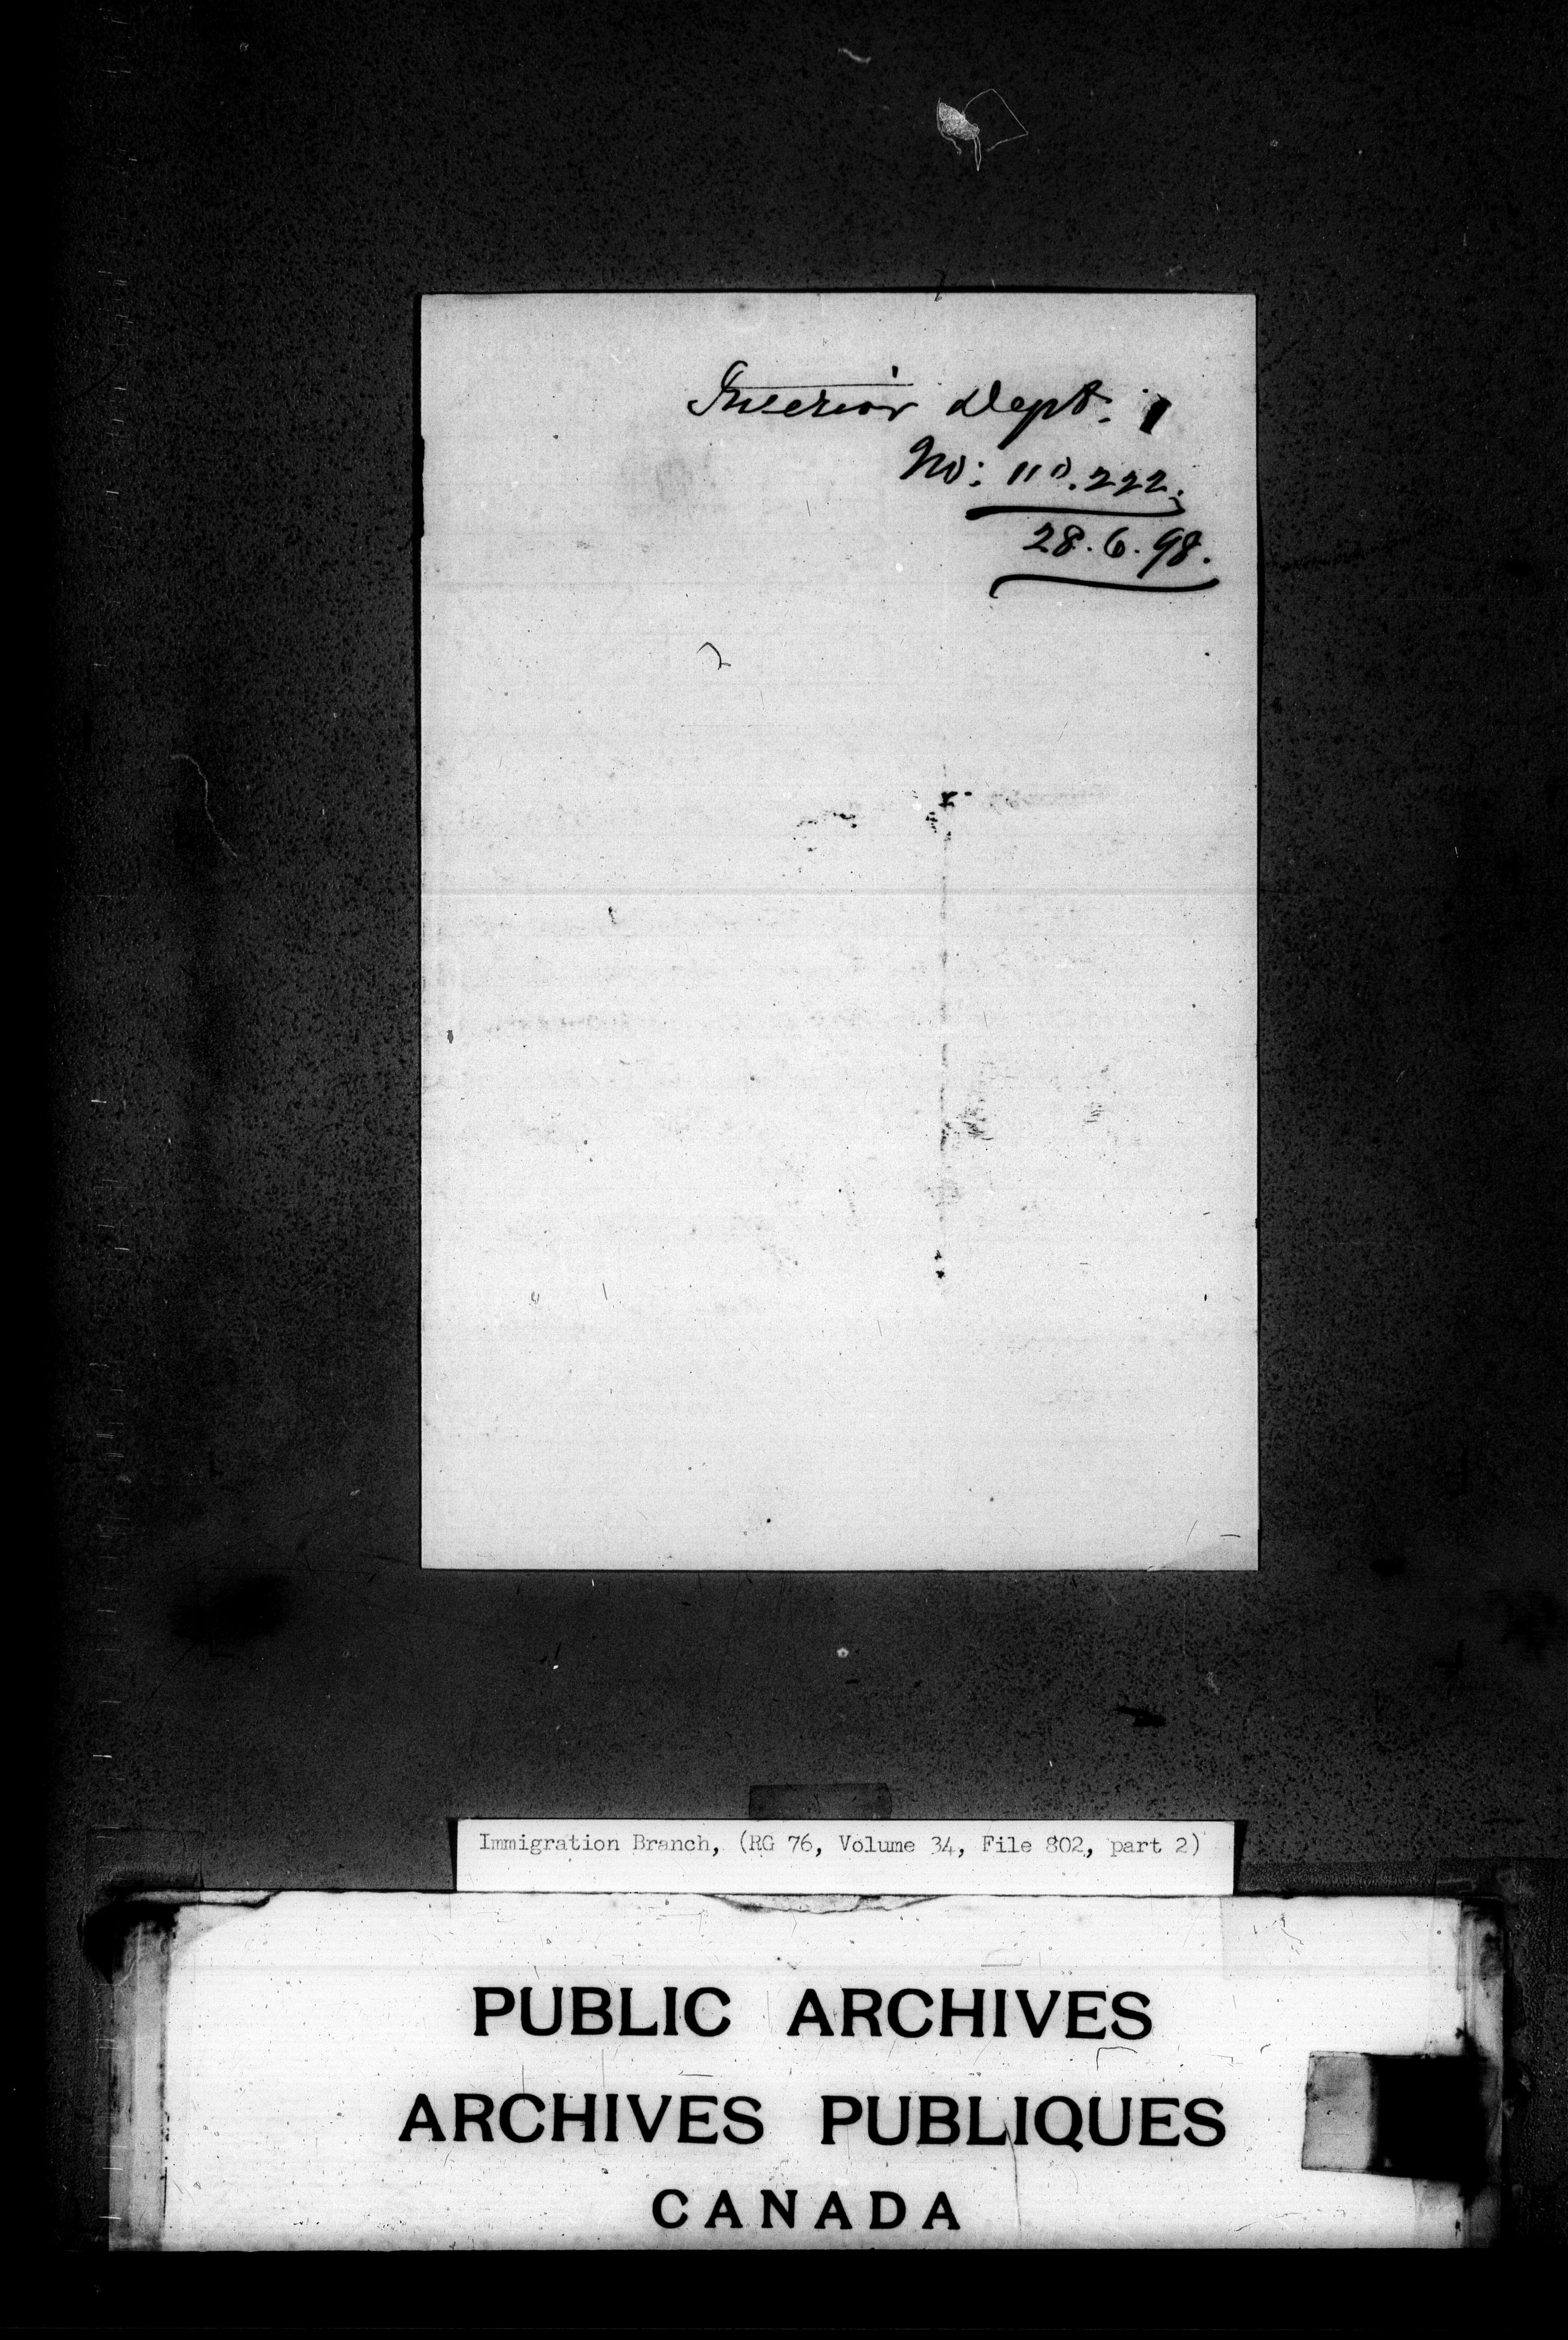 Interior Dept.
No: 110.222.
28.6.98.
Immigration Branch, (RG 76, Volume 34, File 802, part 2)
PUBLIC ARCHIVES
ARCHIVES PUBLIQUES
CANADA